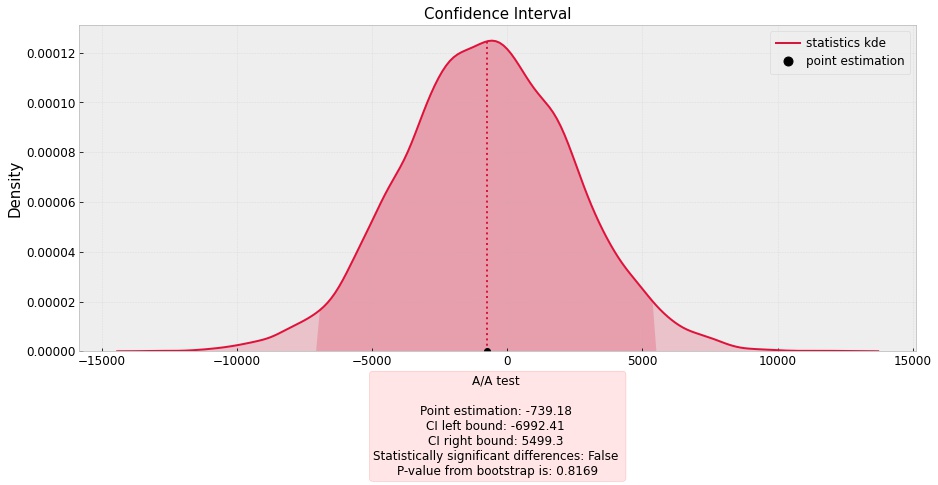 Confidence Interval
statistics kde
point estimation
Density
0.00012
0.00010
0.00008
0.00006
0.00004
0.00002
0.00000
−15000
−10000
−5000
0
5000
10000
15000
A/A test
Point estimation: -739.18
CI left bound: -6992.41
CI right bound: 5499.3
Statistically significant differences: False
P-value from bootstrap is: 0.8169